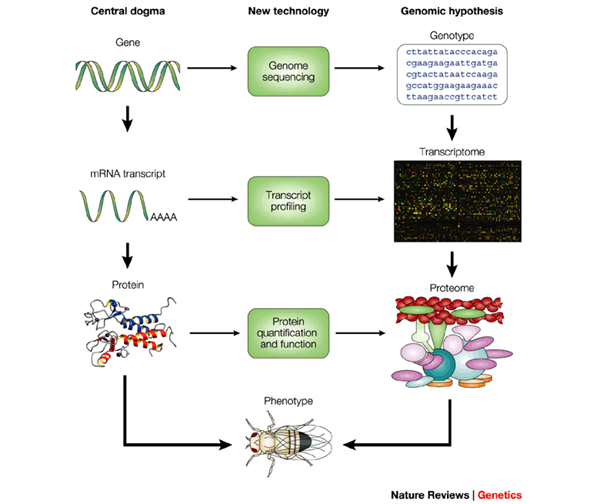 Central dogma
New technology
Genomic hypothesis
Gene
Genome
sequencing
Genotype
cttattatacccacaga
cgaagaagaattgatga
cgtactataatccaaga
gccatggaagaagaaac
ttaagaaccgttcatct
mRNA transcript
AAAA
Transcript
profiling
Transcriptome
Protein
Protein
quantification
and function
Proteome
Phenotype
Nature Reviews | Genetics